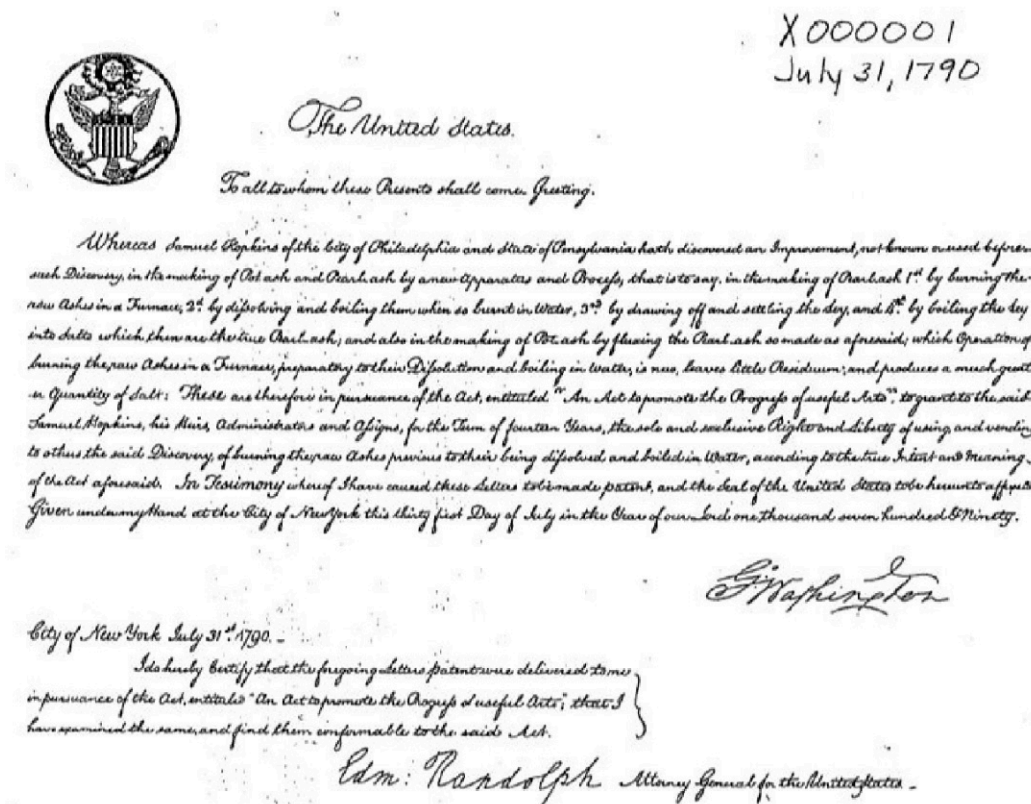 X000001
July 31, 1790
The United States.
To all to whom these Presents shall come. Greeting.
Whereas Samuel Hopkins of the City of Philadelphia and State of Pensylvania hath discovered an Improvement, not known or used before
such Discovery, in the making of Pot ash and Pearl ash by a new Apparatus and Process, that is to say, in the making of Pearl ash 1st. by burning the
raw Ashes in a Furnace, 2d. by dissolving and boiling them when so burnt in Water, 3rd. by drawing off and settling the Ley, and 4th. by boiling the Ley
into Salts which then are the true Pearl ash; and also in the making of Pot ash by fluxing the Pearl ash so made as aforesaid; which Operation of
burning the raw Ashes in a Furnace, preparatory to their Dissolution and boiling in Water, is new, leaves little Residuum; and produces a much great
er Quantity of Salt: These are therefore in pursuance of the Act, entituled "An Act to promote the Progress of useful Arts", to grant to the said
Samuel Hopkins, his Heirs, Administrators and Assigns, for the Term of fourteen Years, the sole and exclusive Right and Liberty of using, and vending
to others the said Discovery, of burning the raw Ashes previous to their being dissolved and boiled in Water, according to the true Intent and Meaning
of the Act aforesaid. In Testimony whereof I have caused these Letters to be made patent, and the Seal of the United States to be hereunto affixed
Given under my Hand at the City of New York this thirty first Day of July in the Year of our Lord one thousand seven hundred & Ninety.
G. Washington
City of New York July 31st. 1790. –
I do hereby Certify that the foregoing Letters patent were delivered to me
in pursuance of the Act, entituled "An Act to promote the Progress of useful Arts"; that I
have examined the same, and find them conformable to the said Act.
Edm: Randolph Attorney General for the United States. –